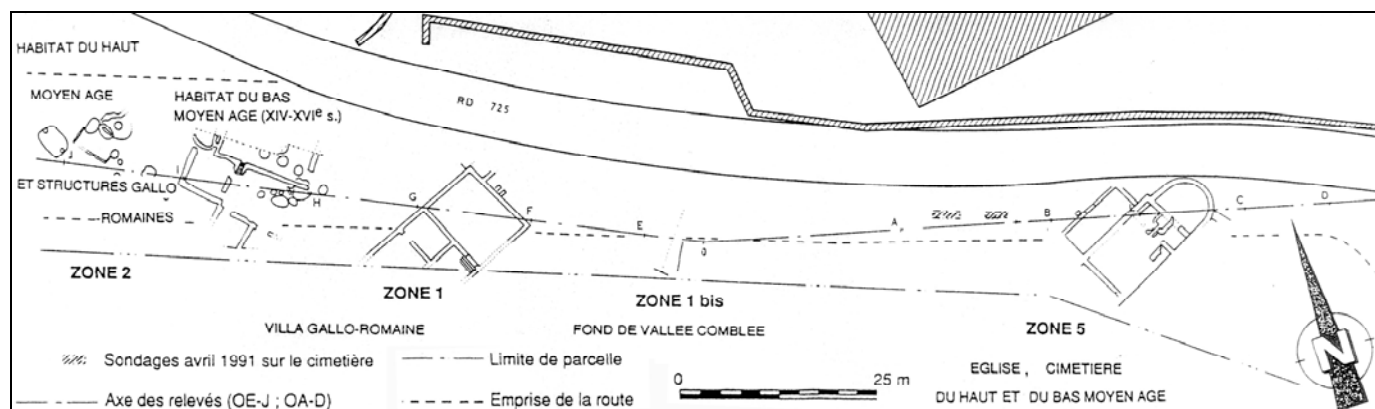 HABITAT DU HAUT
MOYEN AGE
HABITAT DU BAS
MOYEN AGE (XIV-XVIe s.)
RD 725
J
I
H
G
F
E
O
A
B
C
D
ET STRUCTURES GALLO
ROMAINES
ZONE 2
ZONE 1
ZONE 1 bis
ZONE 5
VILLA GALLO-ROMAINE
FOND DE VALLEE COMBLEE
EGLISE, CIMETIERE
DU HAUT ET DU BAS MOYEN AGE
Sondages avril 1991 sur le cimetière
Limite de parcelle
Axe des relevés (OE-J ; OA-D)
Emprise de la route
0 25 m
N